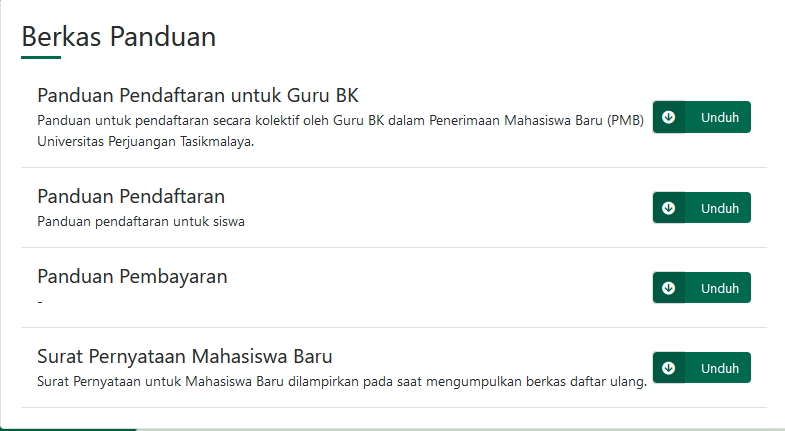 Berkas Panduan
Panduan Pendaftaran untuk Guru BK
Panduan untuk pendaftaran secara kolektif oleh Guru BK dalam Penerimaan Mahasiswa Baru (PMB)
Universitas Perjuangan Tasikmalaya.
Unduh
Panduan Pendaftaran
Panduan pendaftaran untuk siswa
Unduh
Panduan Pembayaran
-
Unduh
Surat Pernyataan Mahasiswa Baru
Surat Pernyataan untuk Mahasiswa Baru dilampirkan pada saat mengumpulkan berkas daftar ulang.
Unduh